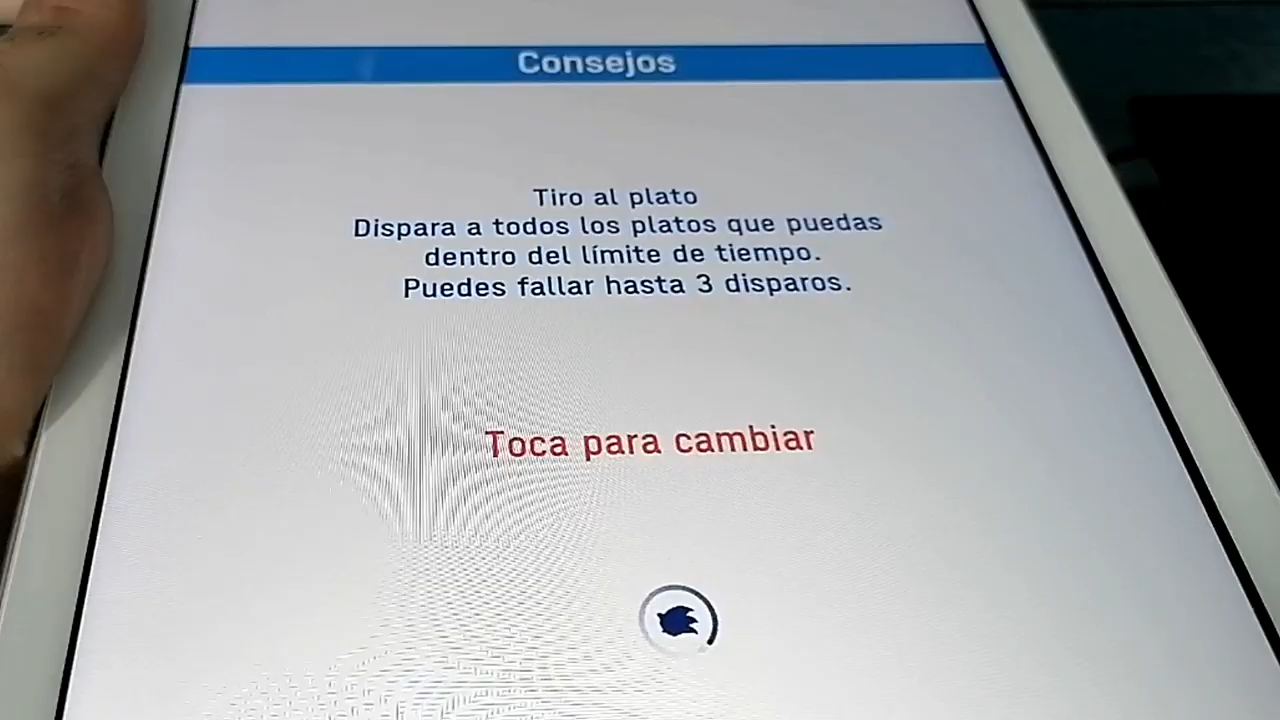 Consejos
Tiro al plato
Dispara a todos los platos que puedas
dentro del límite de tiempo.
Puedes fallar hasta 3 disparos.
Toca para cambiar